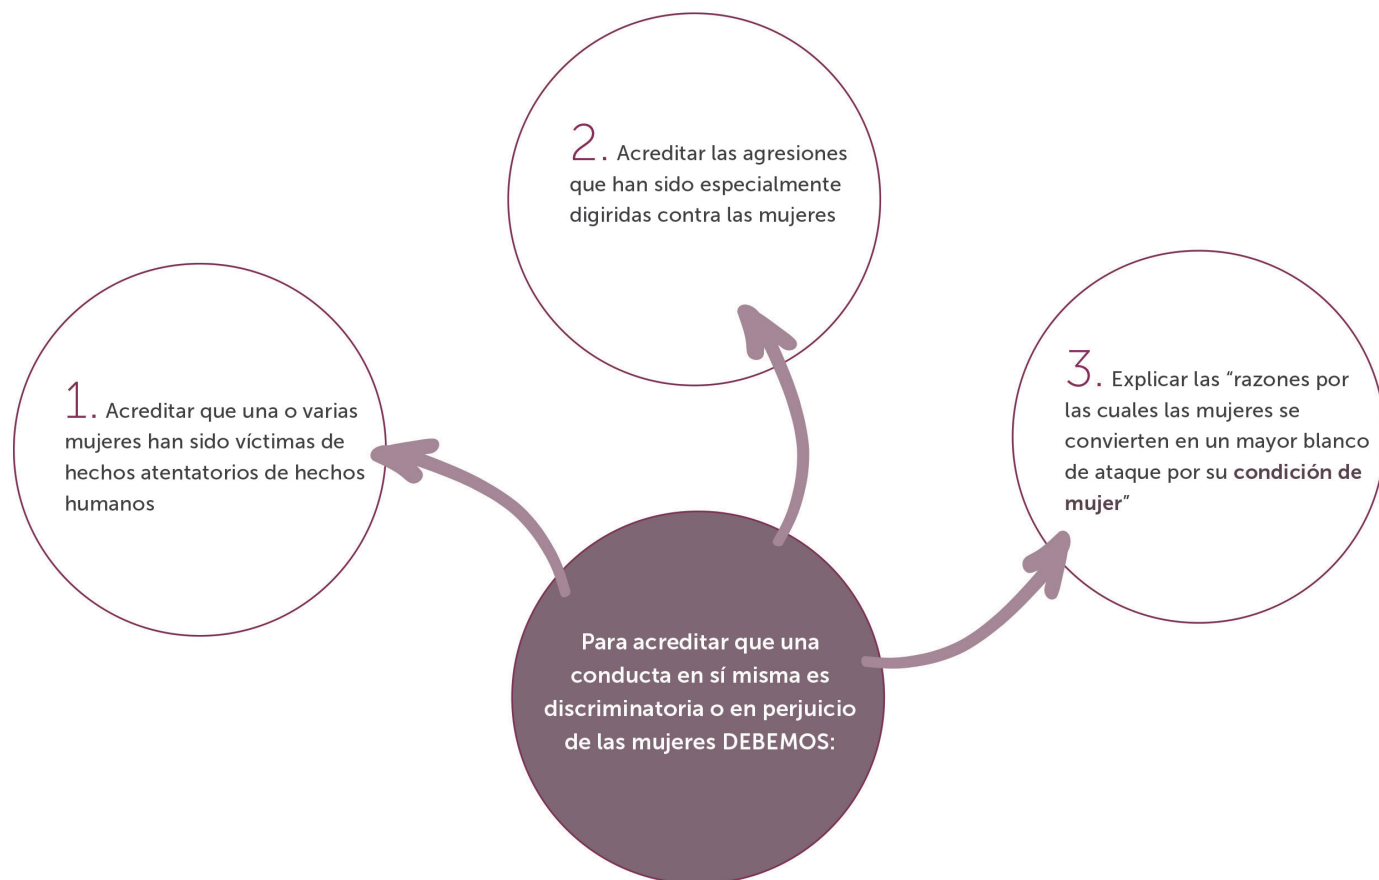 2. Acreditar las agresiones
que han sido especialmente
digiridas contra las mujeres
1. Acreditar que una o varias
mujeres han sido víctimas de
hechos atentatorios de hechos
humanos
3. Explicar las “razones por
las cuales las mujeres se
convierten en un mayor blanco
de ataque por su condición de
mujer”
Para acreditar que una
conducta en sí misma es
discriminatoria o en perjuicio
de las mujeres DEBEMOS: